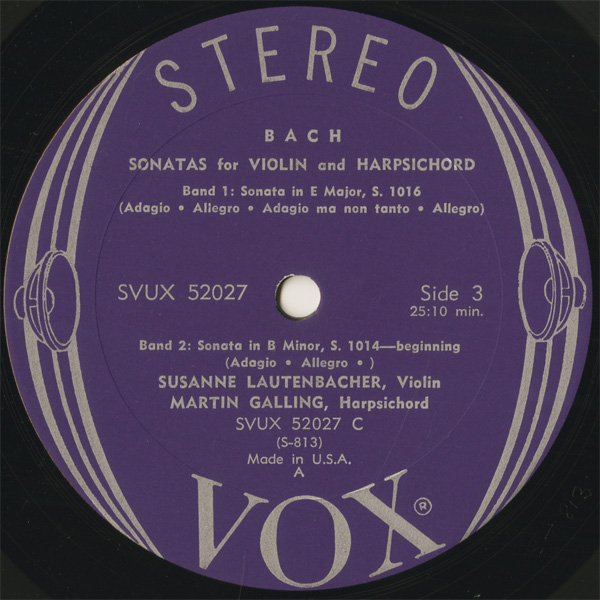 STEREO
BACH
SONATAS for VIOLIN and HARPSICHORD
Band 1: Sonata in E Major, S. 1016
(Adagio • Allegro • Adagio ma non tanto • Allegro)
SVUX 52027
Side 3
25:10 min.
Band 2: Sonata in B Minor, S. 1014—beginning
(Adagio • Allegro • )
SUSANNE LAUTENBACHER, Violin
MARTIN GALLING, Harpsichord
SVUX 52027 C
(S-813)
Made in U.S.A.
A
VOX®